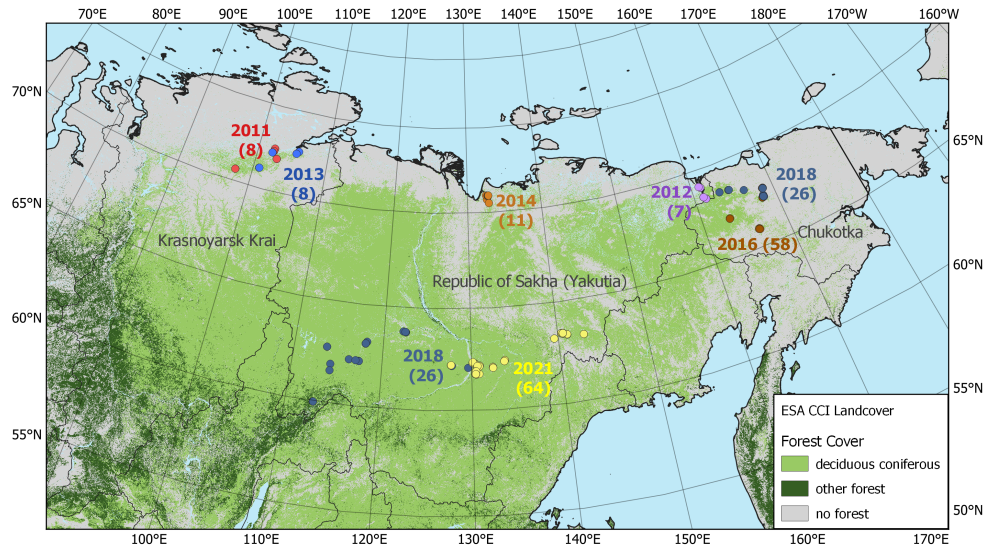 70°E 80°E 90°E 100°E 110°E 120°E 130°E 140°E 150°E 160°E 170°E 180°E 170°W 160°W
70°N
65°N
60°N
55°N
65°N
60°N
55°N
50°N
2011
(8)
2013
(8)
2014
(11)
2012
(7)
2018
(26)
2016 (58)
Chukotka
Krasnoyarsk Krai
Republic of Sakha (Yakutia)
2018
(26)
2021
(64)
ESA CCI Landcover
Forest Cover
deciduous coniferous
other forest
no forest
100°E 110°E 120°E 130°E 140°E 150°E 160°E 170°E